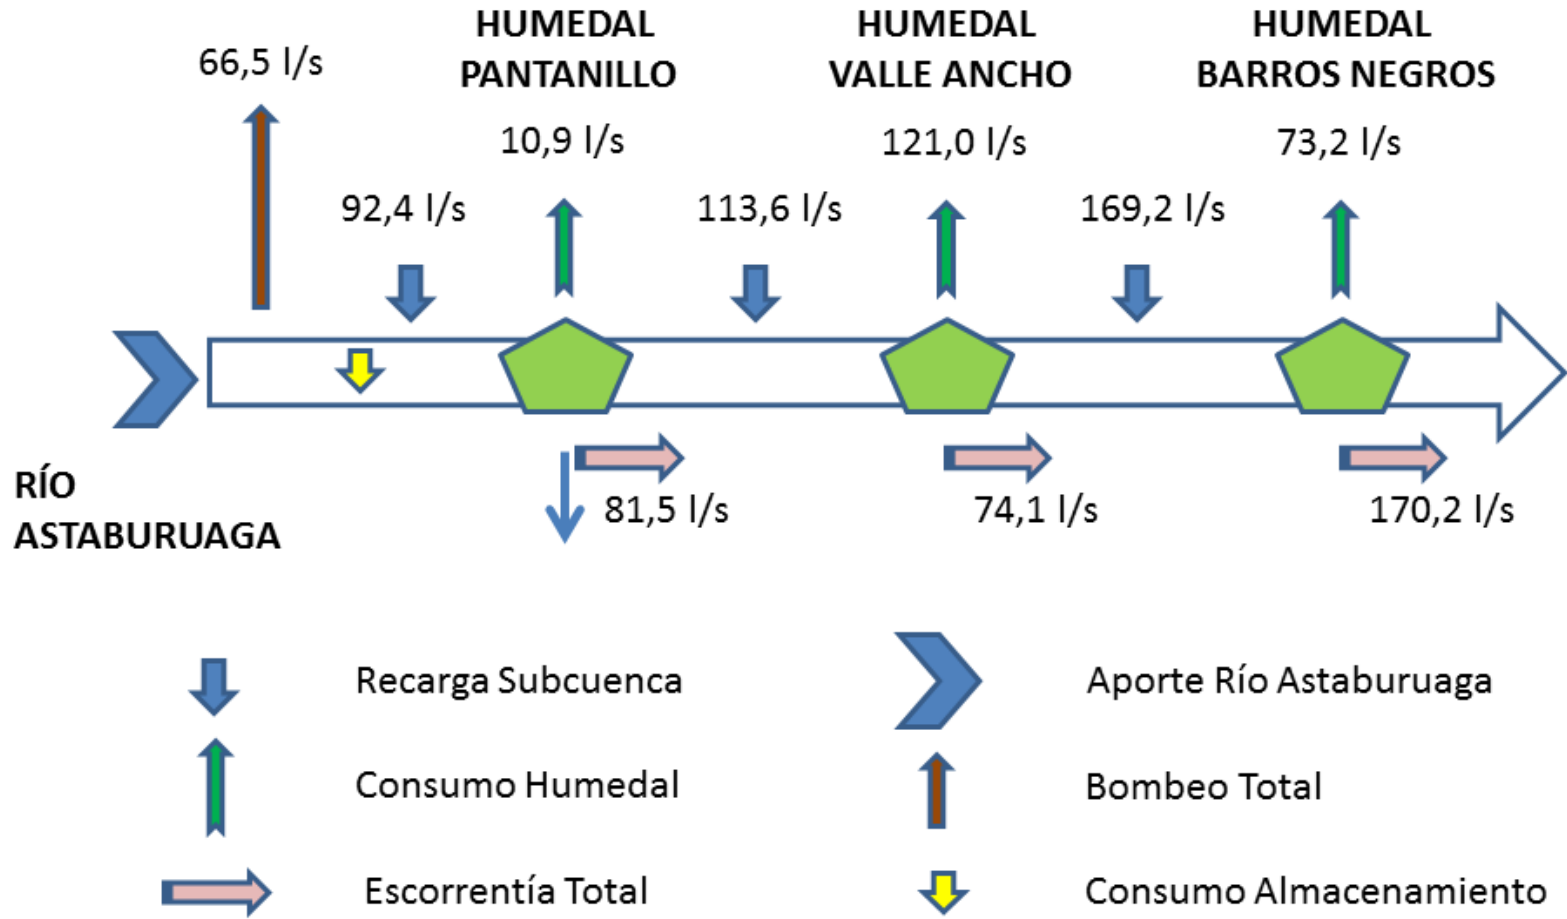 HUMEDAL
PANTANILLO
HUMEDAL
VALLE ANCHO
HUMEDAL
BARROS NEGROS
66,5 l/s
10,9 l/s
121,0 l/s
73,2 l/s
92,4 l/s
113,6 l/s
169,2 l/s
RÍO
ASTABURUAGA
81,5 l/s
74,1 l/s
170,2 l/s
Recarga Subcuenca
Aporte Río Astaburuaga
Consumo Humedal
Bombeo Total
Escorrentía Total
Consumo Almacenamiento